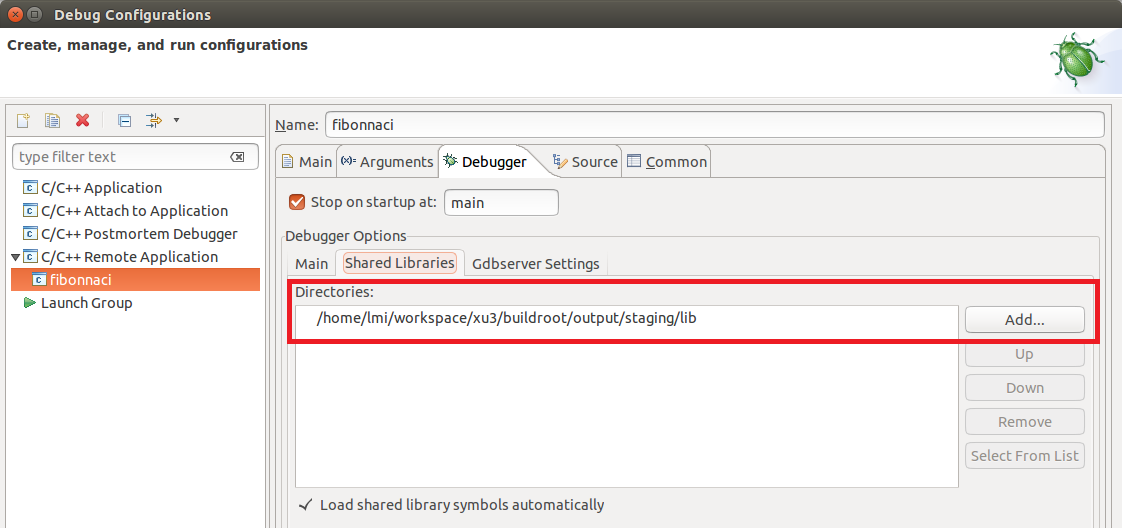 Debug Configurations
Create, manage, and run configurations
type filter text
C/C++ Application
C/C++ Attach to Application
C/C++ Postmortem Debugger
C/C++ Remote Application
fibonnaci
Launch Group
Name: fibonnaci
Main (x)= Arguments Debugger Source Common
Stop on startup at: main
Debugger Options
Main Shared Libraries Gdbserver Settings
Directories:
/home/lmi/workspace/xu3/buildroot/output/staging/lib
Add...
Up
Down
Remove
Select From List
Load shared library symbols automatically